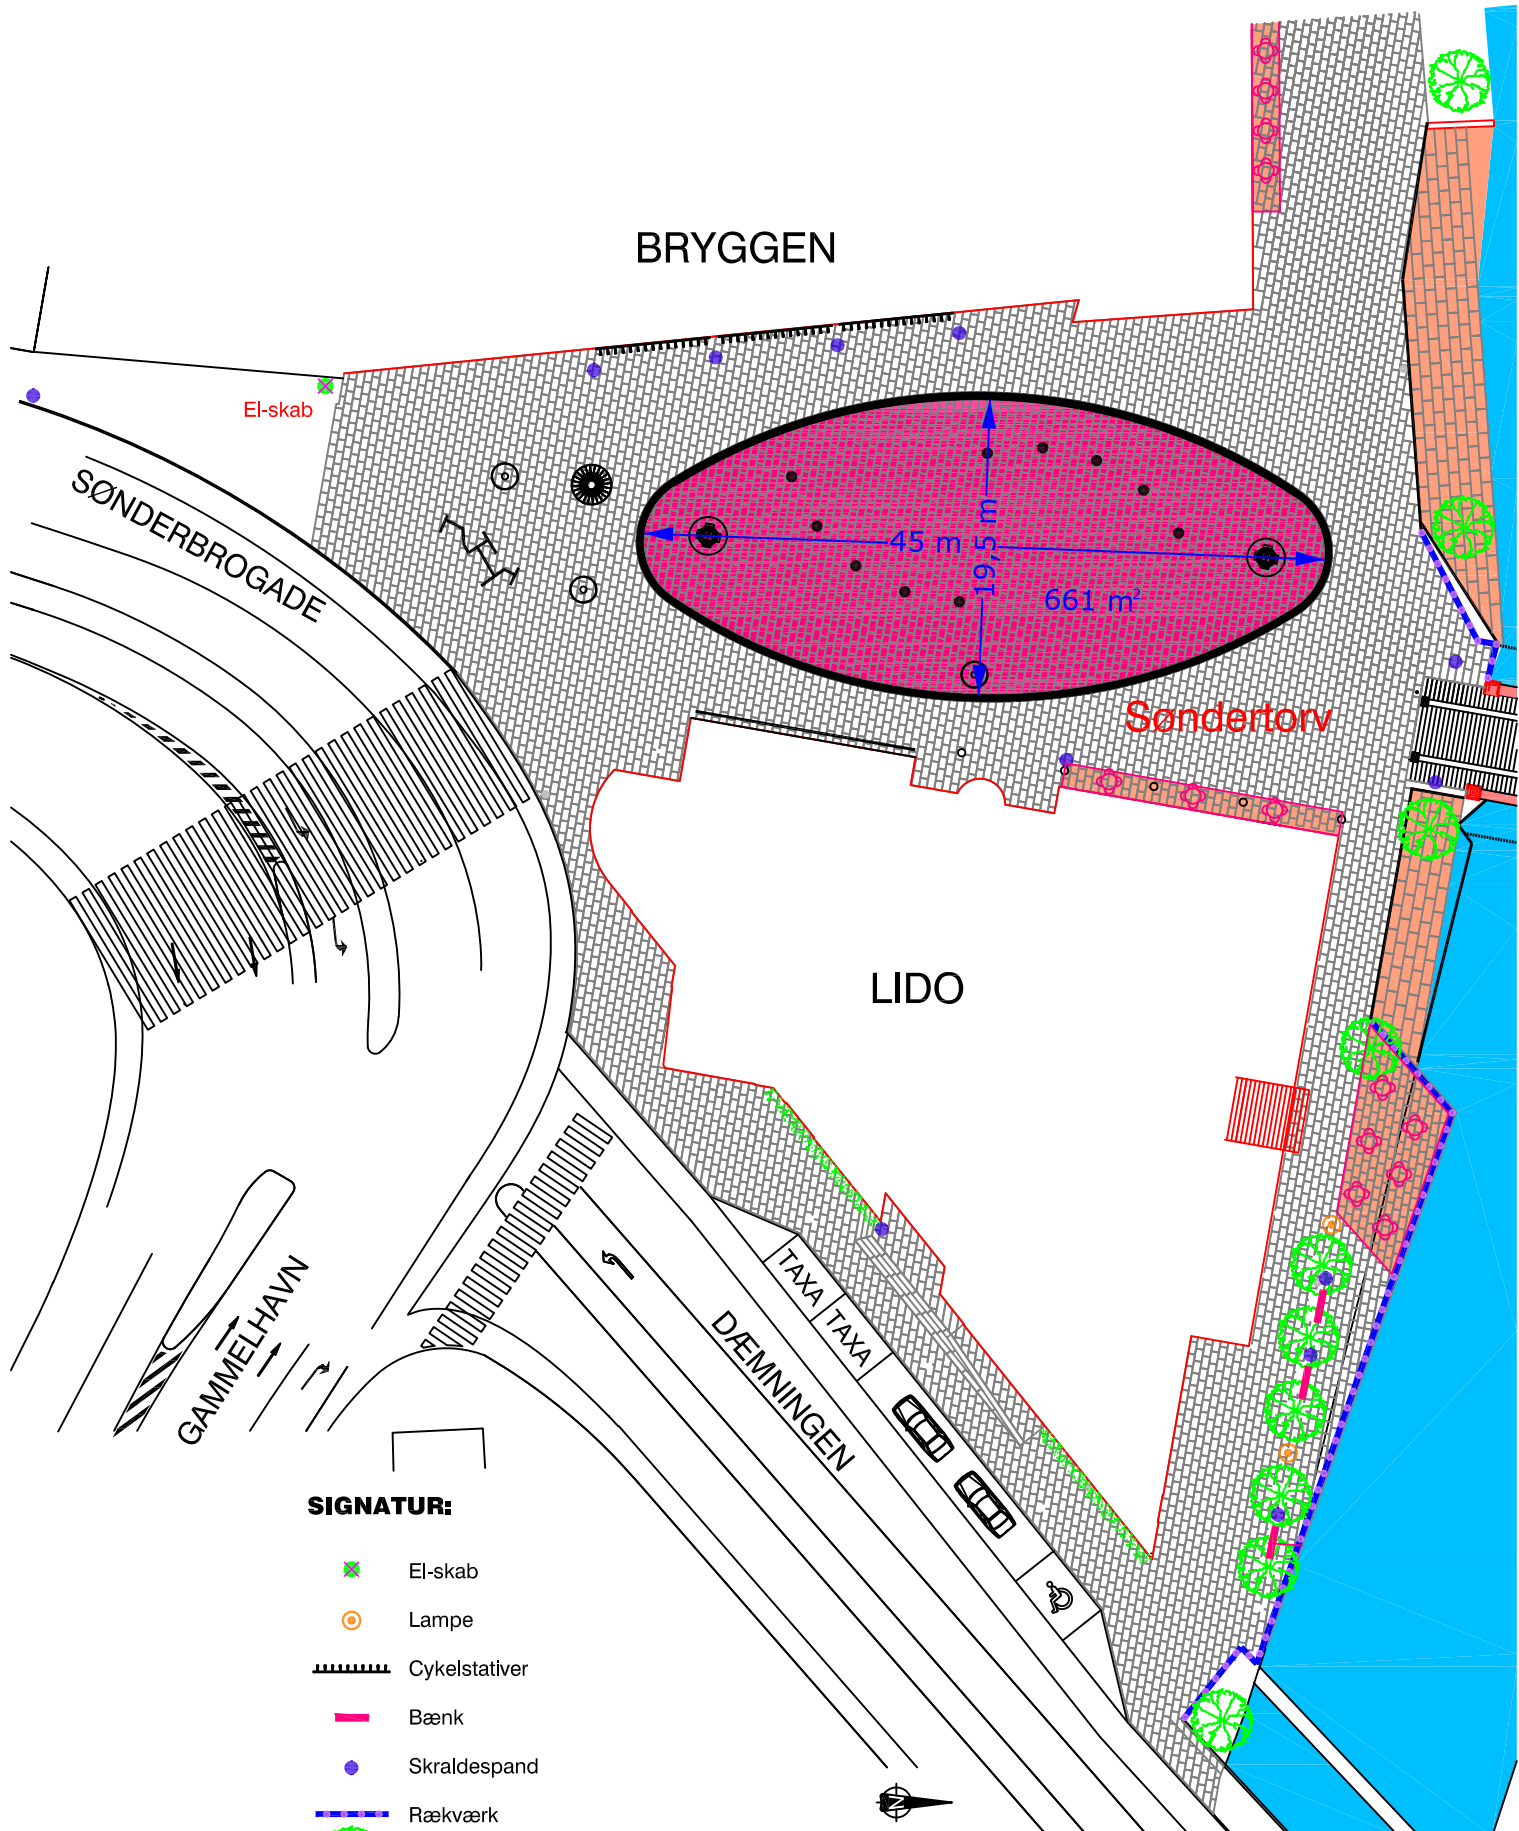 BRYGGEN
El-skab
SØNDERBROGADE
45 m
19,5 m
661 m²
Søndertorv
LIDO
TAXA
TAXA
DÆMNINGEN
GAMMELHAVN
SIGNATUR:
El-skab
Lampe
Cykelstativer
Bænk
Skraldespand
Rækværk
N